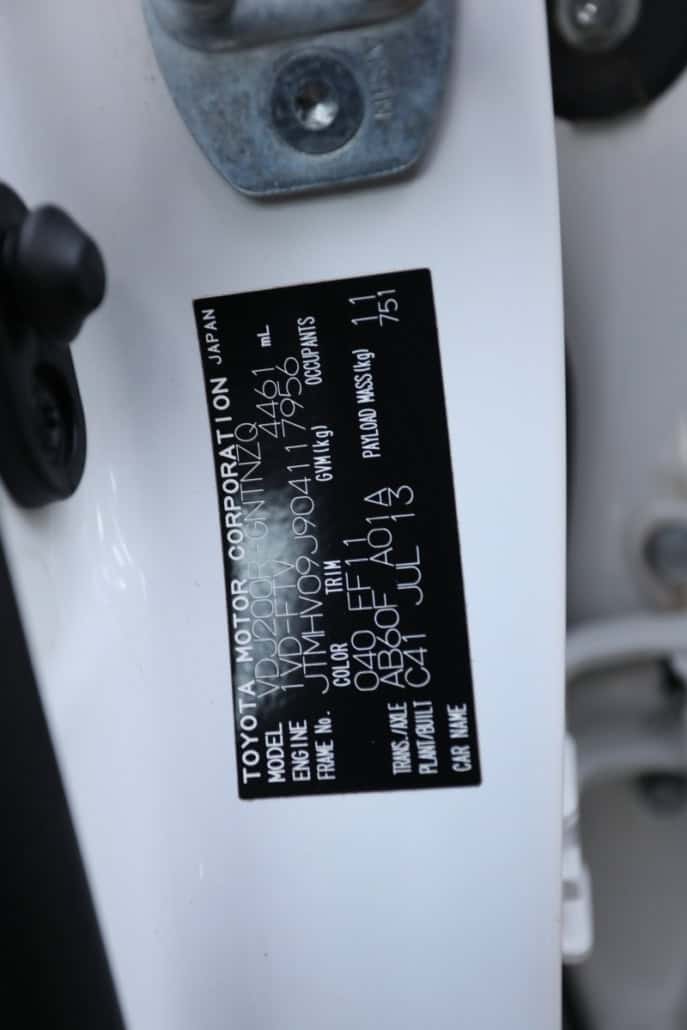 TOYOTA MOTOR CORPORATION JAPAN
MODEL VDJ200R-GNTNZQ
ENGINE 1VD-FTV 4461 mL
FRAME No. JTMHV09J904117956
COLOR TRIM GVM(kg) OCCUPANTS
040 FF11
TRANS./AXLE AB60F A01A PAYLOAD MASS(kg) 11
PLANT/BUILT C41 JUL 13 751
CAR NAME